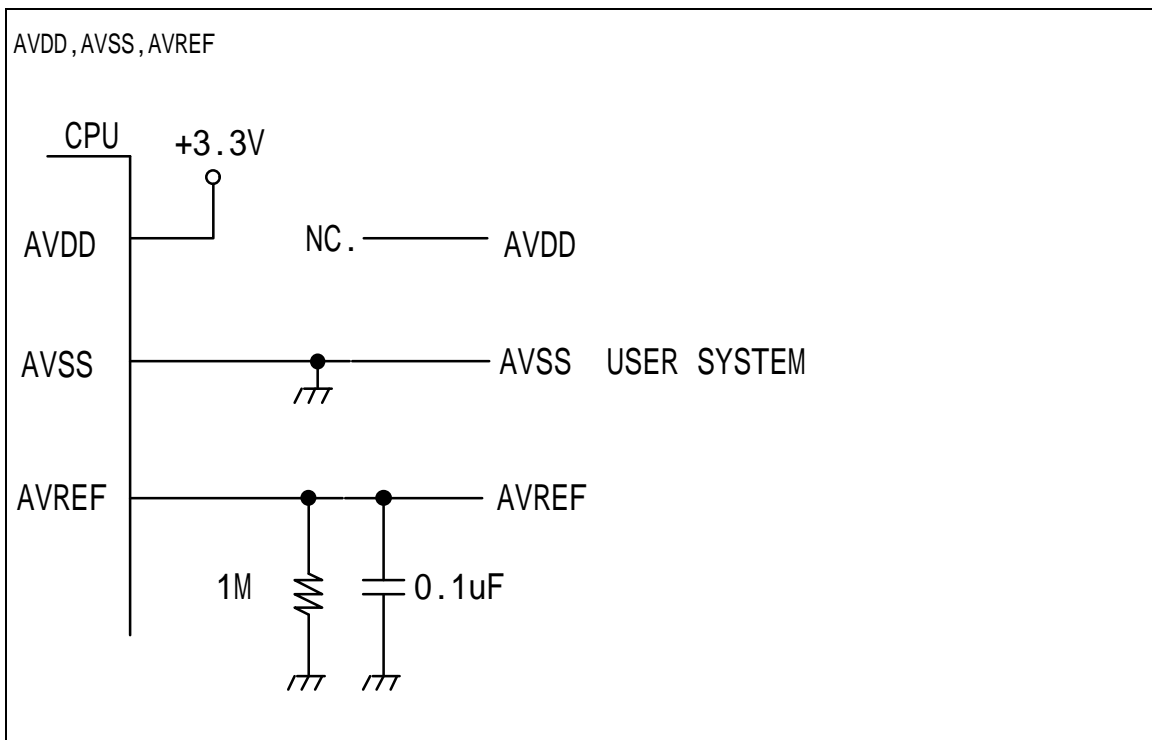 AVDD,AVSS,AVREF
CPU
+3.3V
AVDD
NC.
AVDD
AVSS
AVSS USER SYSTEM
AVREF
AVREF
1M
0.1uF